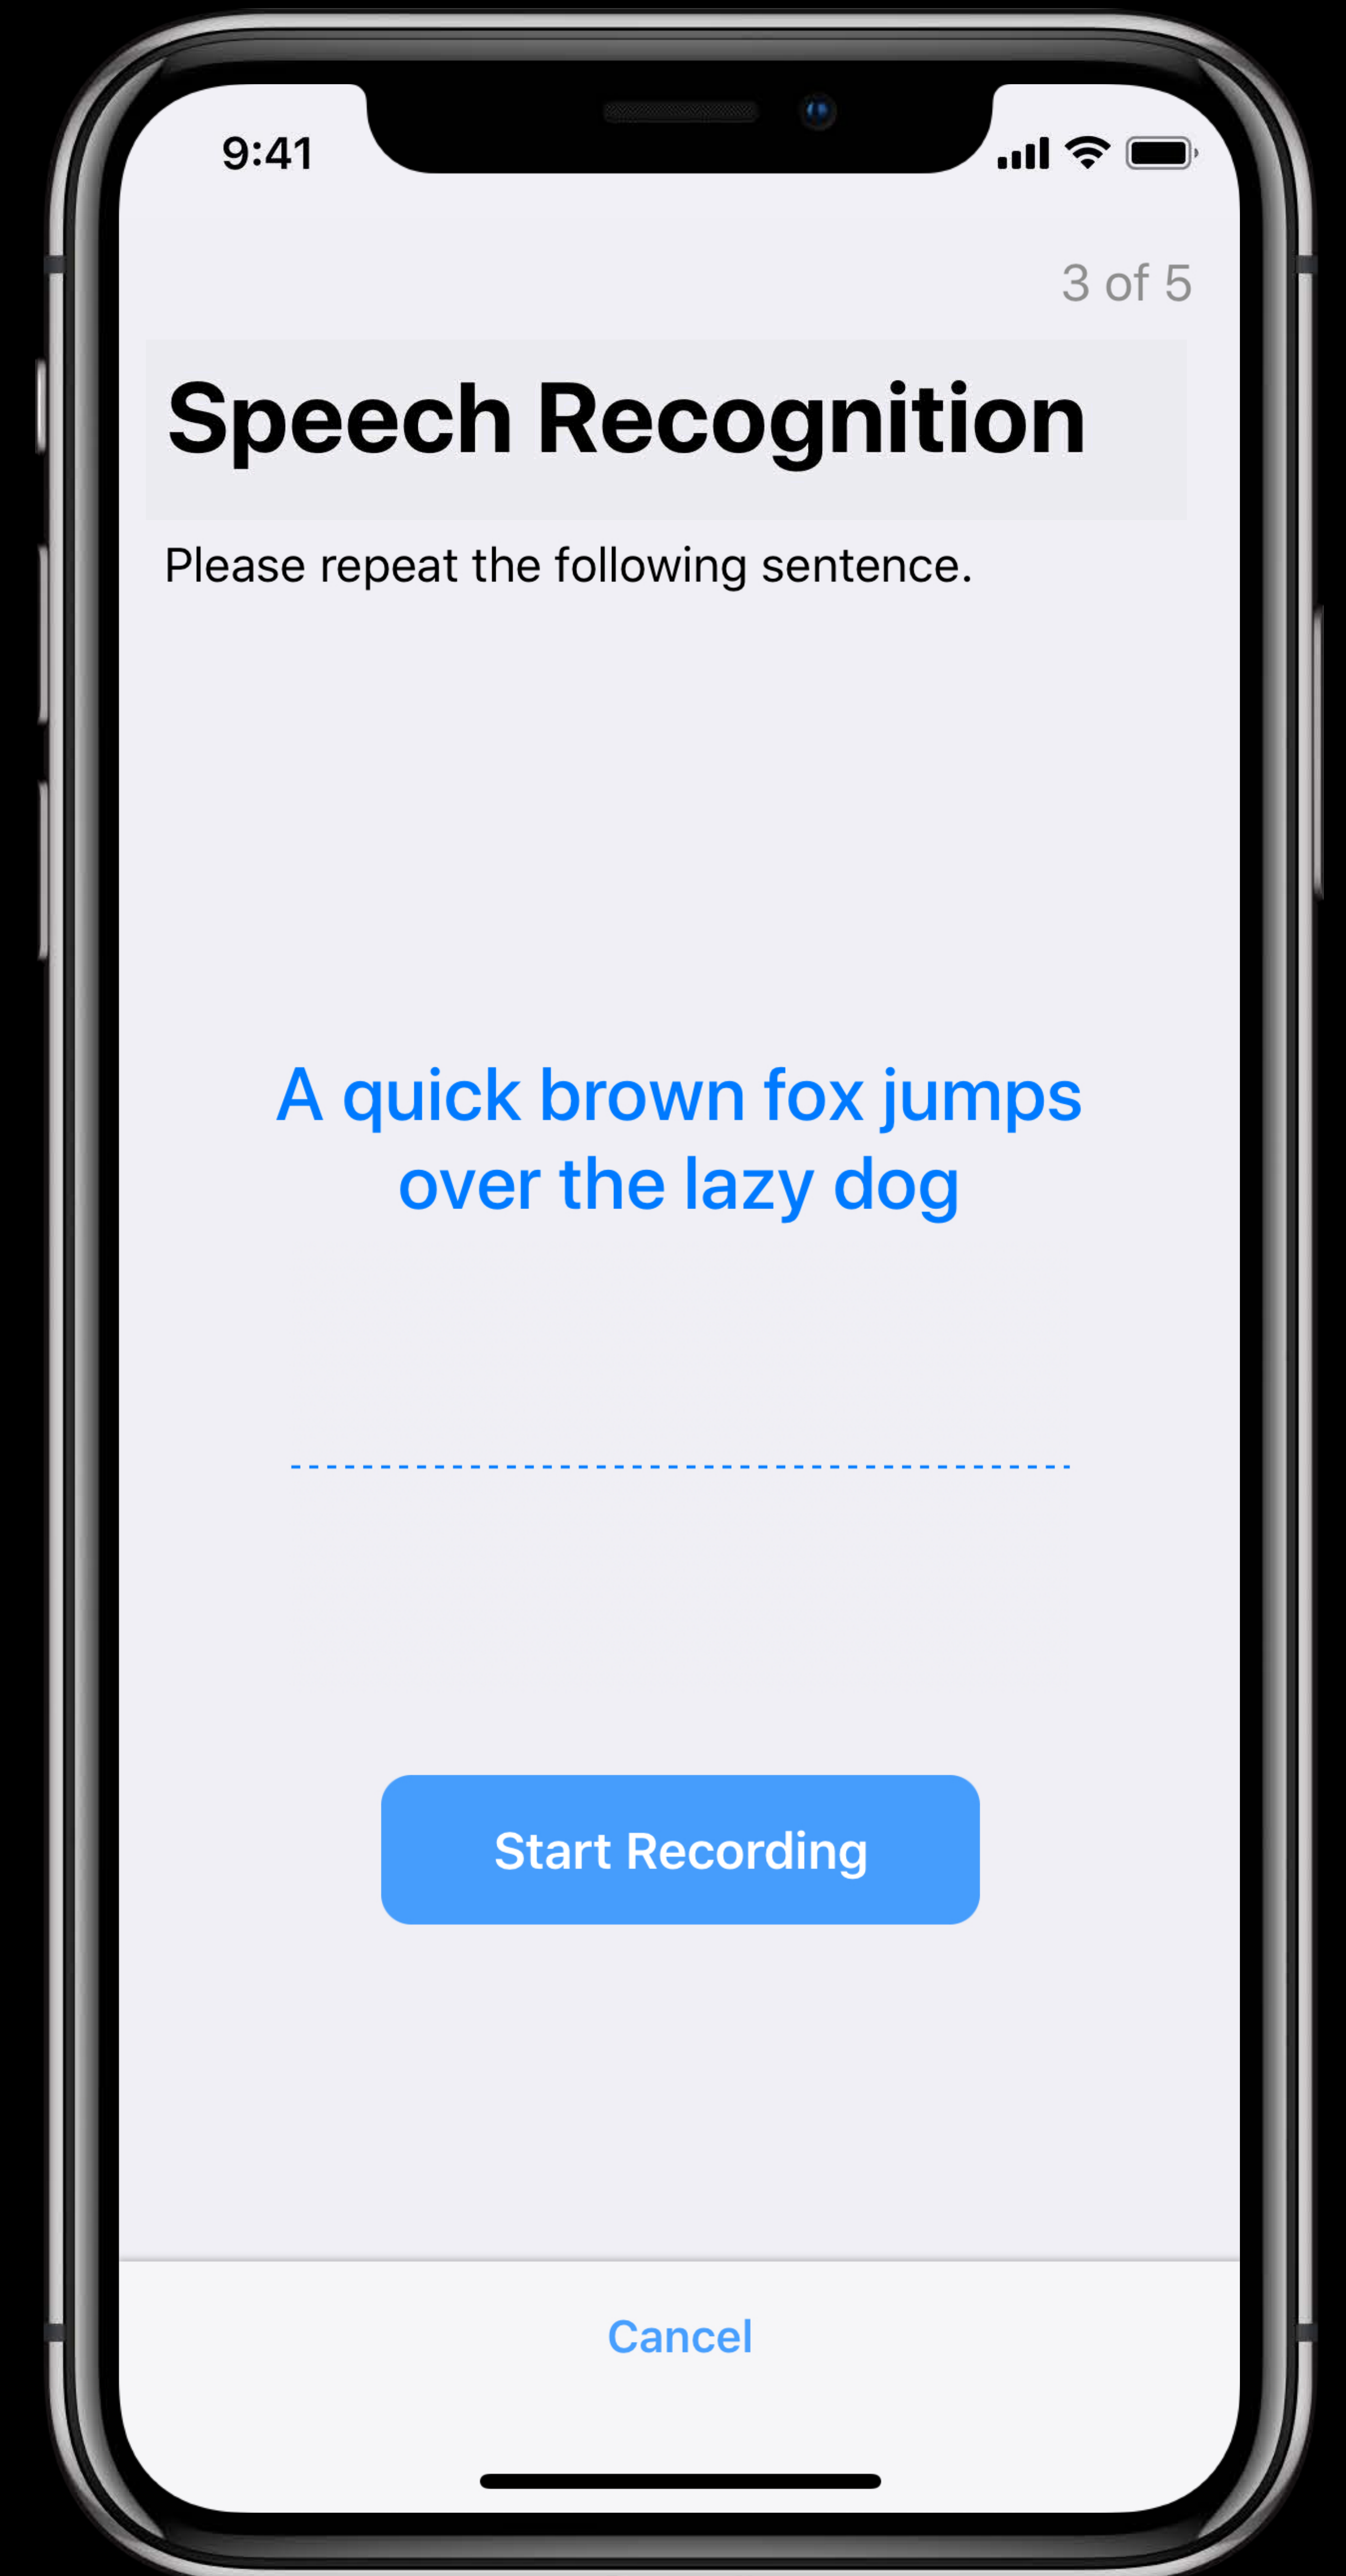 9:41
3 of 5
Speech Recognition
Please repeat the following sentence.
A quick brown fox jumps
over the lazy dog
Start Recording
Cancel